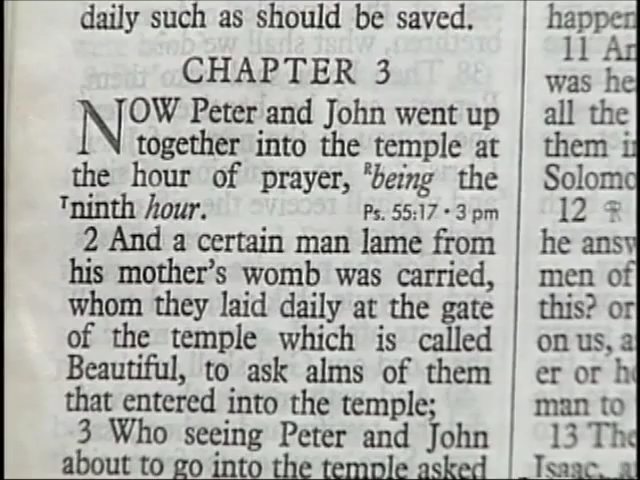 daily such as should be saved.
CHAPTER 3
NOW Peter and John went up
together into the temple at
the hour of prayer, ᴿbeing the
ᵀninth hour. Ps. 55:17 · 3 pm
2 And a certain man lame from
his mother's womb was carried,
whom they laid daily at the gate
of the temple which is called
Beautiful, to ask alms of them
that entered into the temple;
3 Who seeing Peter and John
about to go into the temple asked
happen
11 An
was he
all the
them i
Solomo
12
he answ
men of
this? or
on us, a
er or h
man to
13 The
Isaac, a